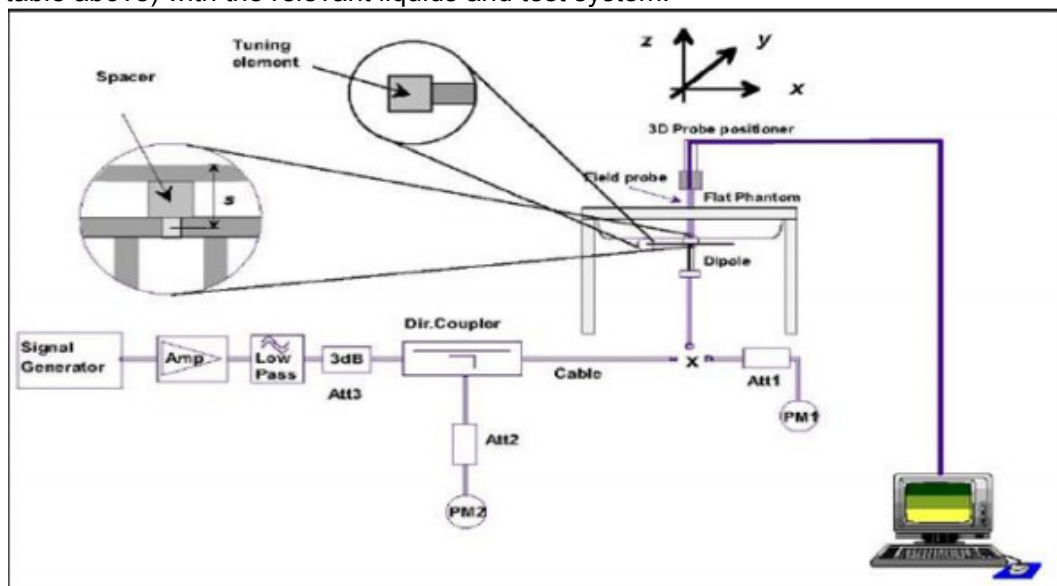 table above) with the relevant liquids and test system.
Tuning
element
Spacer
s
z
y
x
3D Probe positioner
Field probe
Flat Phantom
Dipole
Signal
Generator
Amp
Low
Pass
3dB
Att3
Dir.Coupler
Cable
X
Att1
PM1
Att2
PM2